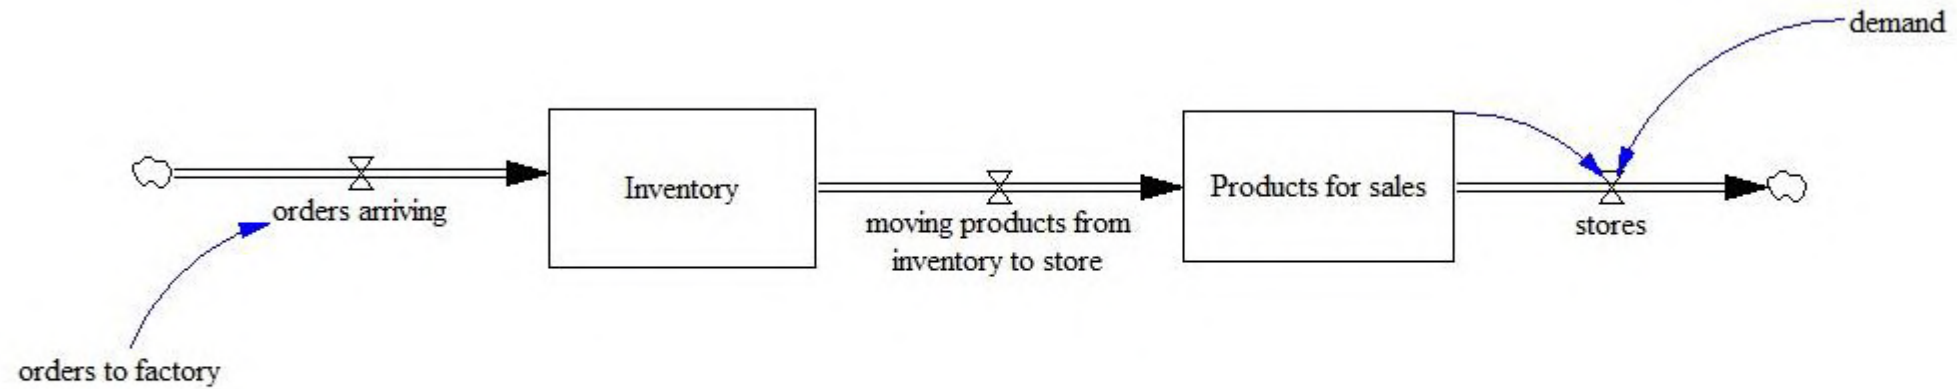 demand
Inventory
Products for sales
orders arriving
moving products from
inventory to store
stores
orders to factory